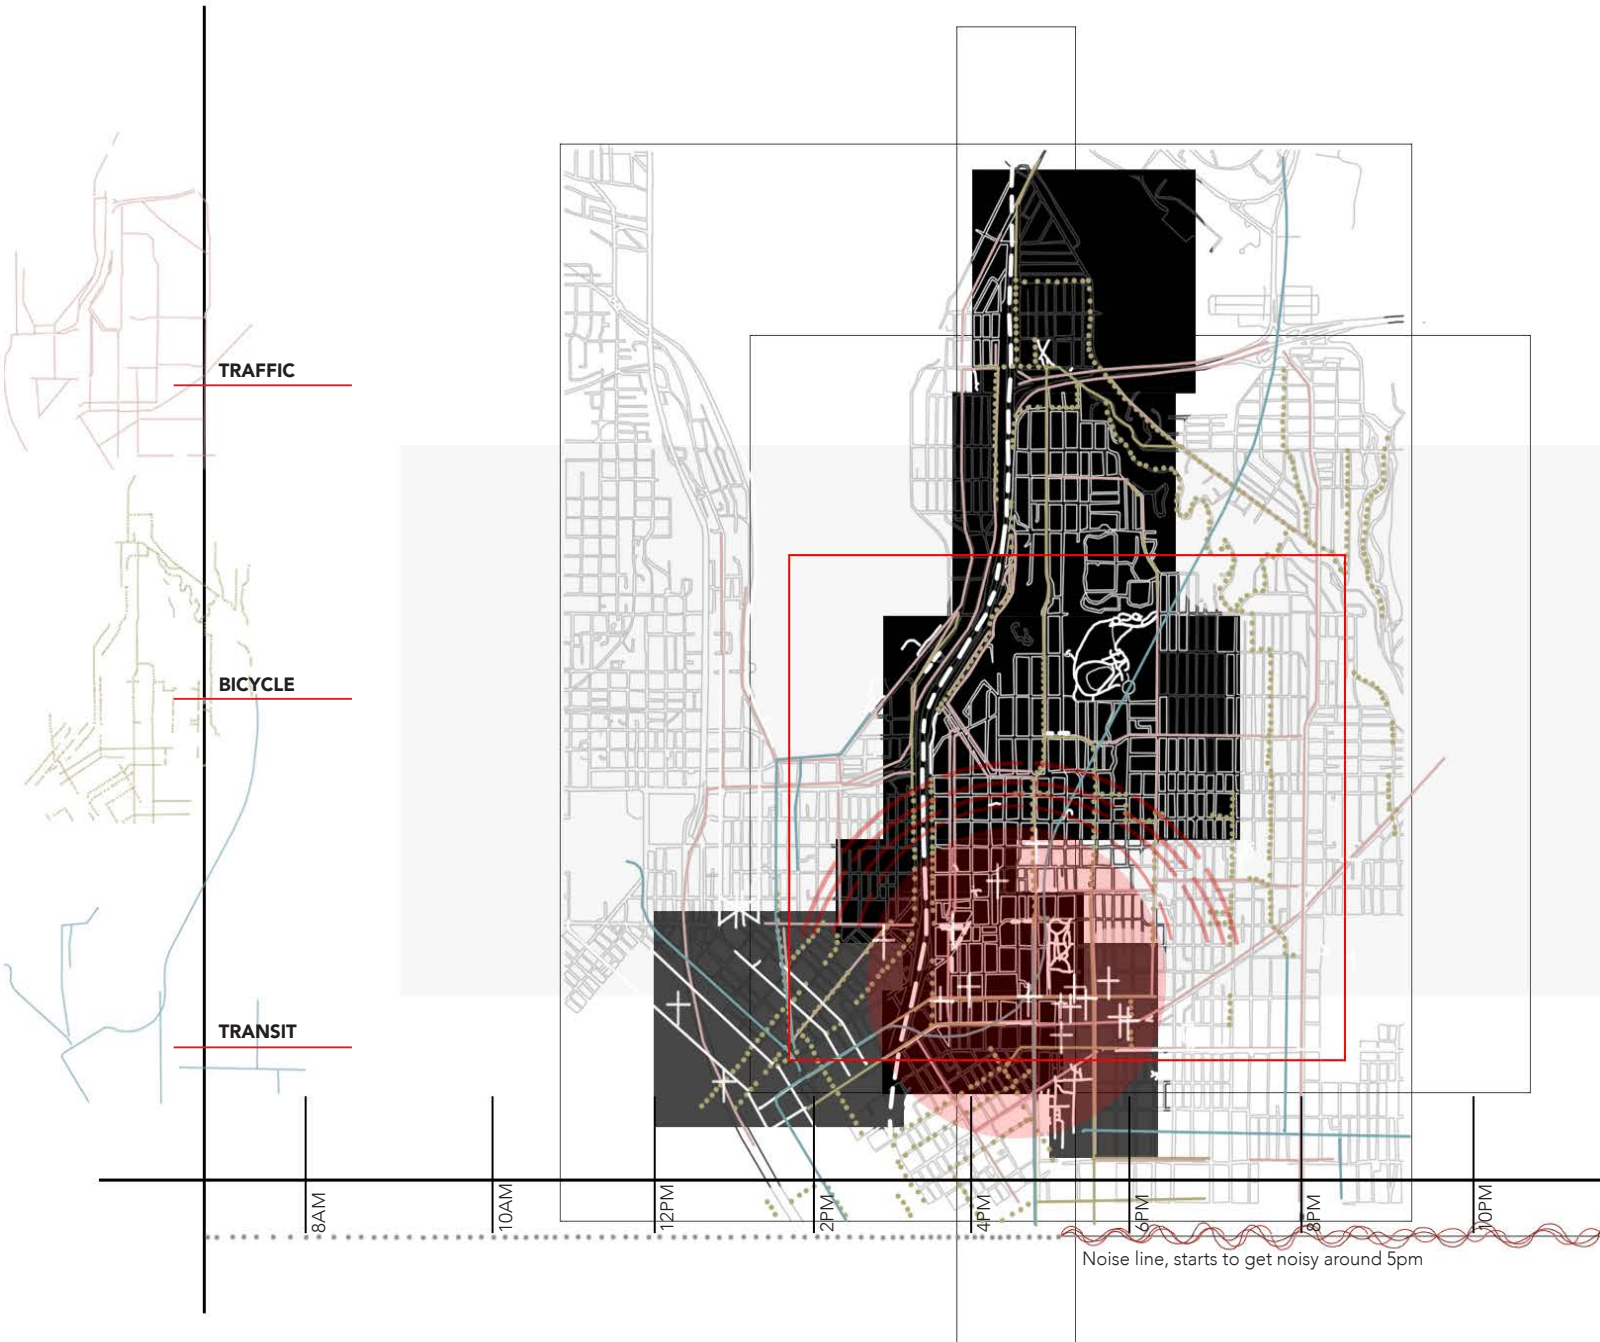 TRAFFIC
BICYCLE
TRANSIT
8AM
10AM
12PM
2PM
4PM
6PM
8PM
10PM
Noise line, starts to get noisy around 5pm